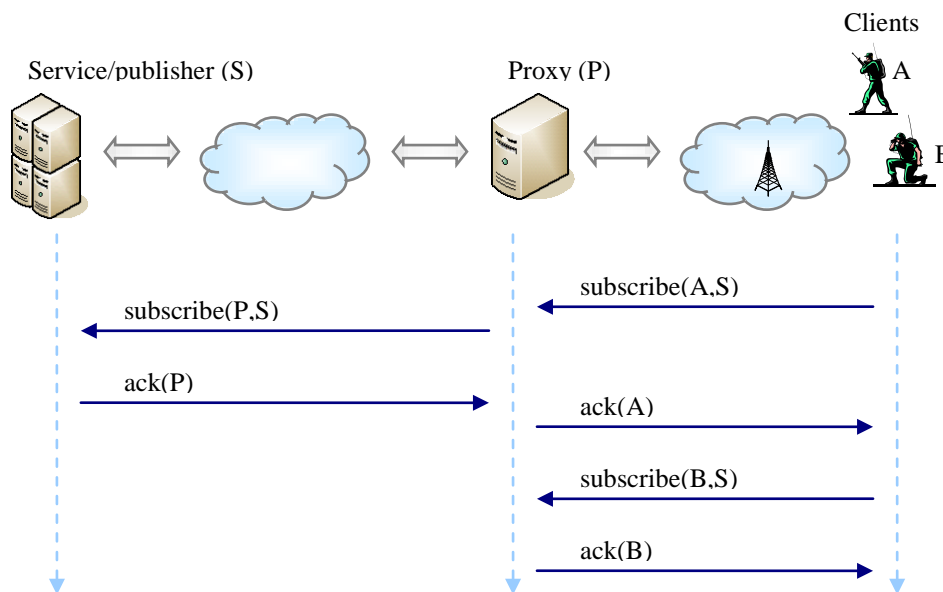 Clients
Service/publisher (S)
Proxy (P)
A
B
subscribe(A,S)
subscribe(P,S)
ack(P)
ack(A)
subscribe(B,S)
ack(B)